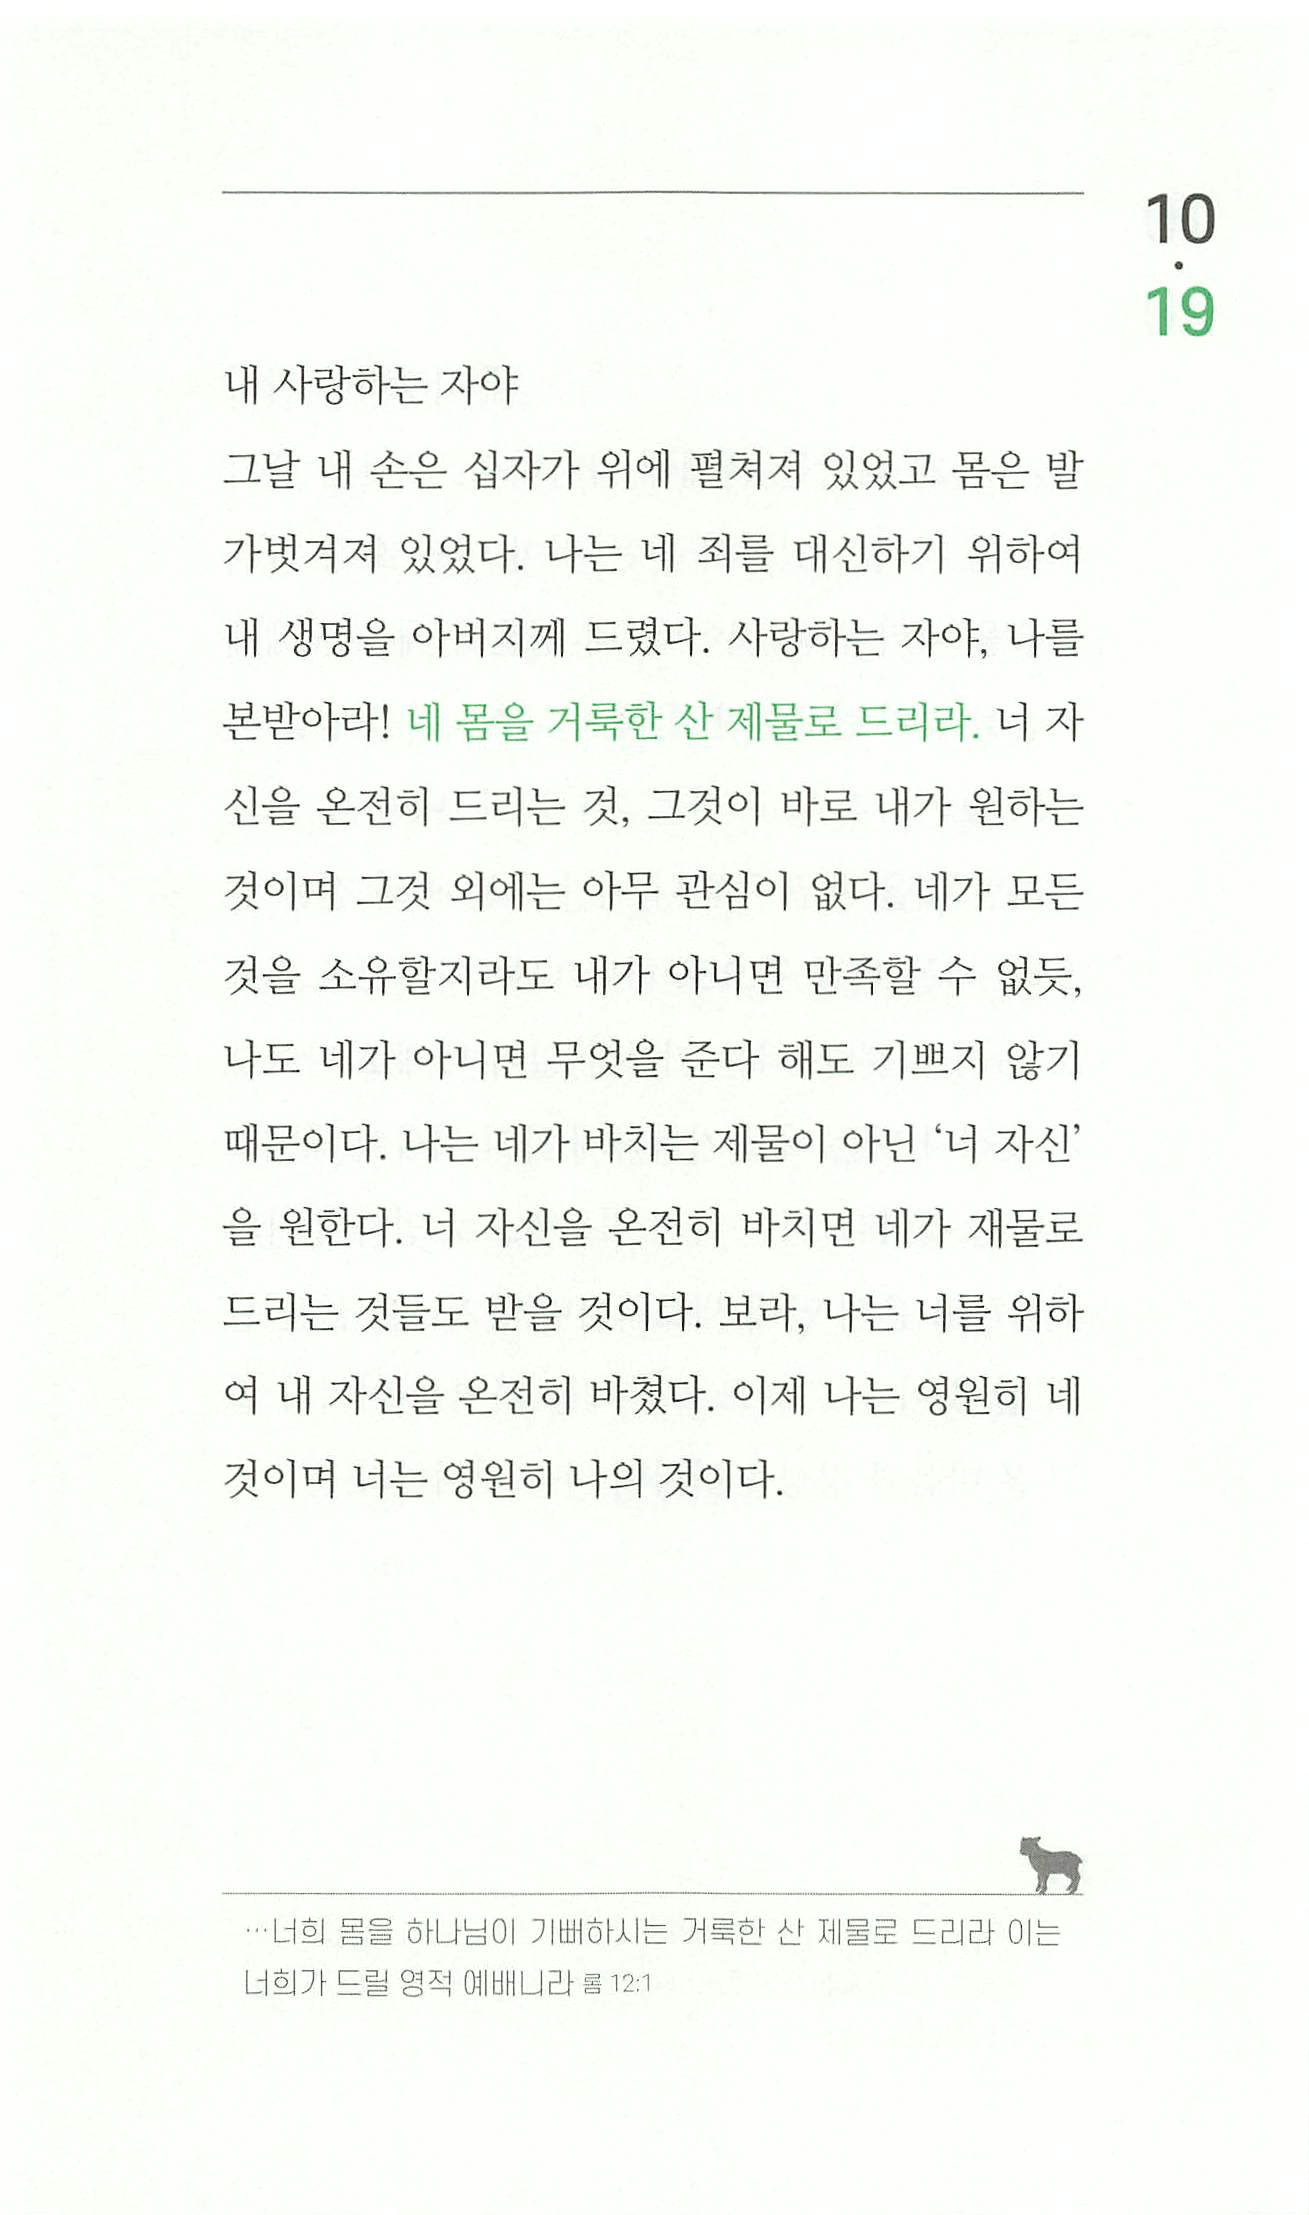 10
·
19
내 사랑하는 자야
그날 내 손은 십자가 위에 펼쳐져 있었고 몸은 발
가벗겨져 있었다. 나는 네 죄를 대신하기 위하여
내 생명을 아버지께 드렸다. 사랑하는 자야, 나를
본받아라! 네 몸을 거룩한 산 제물로 드리라. 너 자
신을 온전히 드리는 것, 그것이 바로 내가 원하는
것이며 그것 외에는 아무 관심이 없다. 네가 모든
것을 소유할지라도 내가 아니면 만족할 수 없듯,
나도 네가 아니면 무엇을 준다 해도 기쁘지 않기
때문이다. 나는 네가 바치는 제물이 아닌 ‘너 자신’
을 원한다. 너 자신을 온전히 바치면 네가 재물로
드리는 것들도 받을 것이다. 보라, 나는 너를 위하
여 내 자신을 온전히 바쳤다. 이제 나는 영원히 네
것이며 너는 영원히 나의 것이다.
…너희 몸을 하나님이 기뻐하시는 거룩한 산 제물로 드리라 이는
너희가 드릴 영적 예배니라 롬 12:1